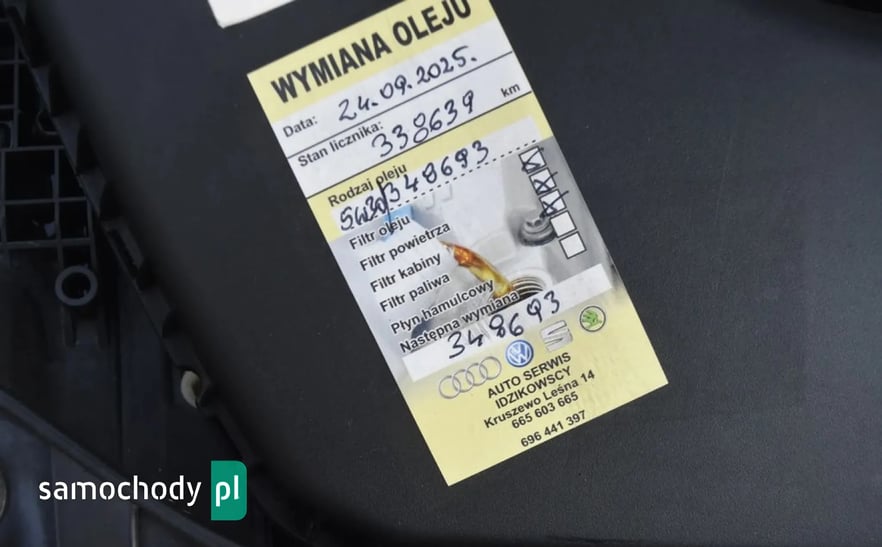 WYMIANA OLEJU
Data: 24.09.2025.
Stan licznika: 338639 km
Rodzaj oleju
5W30/348693
Filtr oleju
Filtr powietrza
Filtr kabiny
Filtr paliwa
Płyn hamulcowy
Następna wymiana
348693
AUTO SERWIS
IDZIKOWSCY
Kruszewo Leśna 14
665 603 665
696 441 397
samochody pl